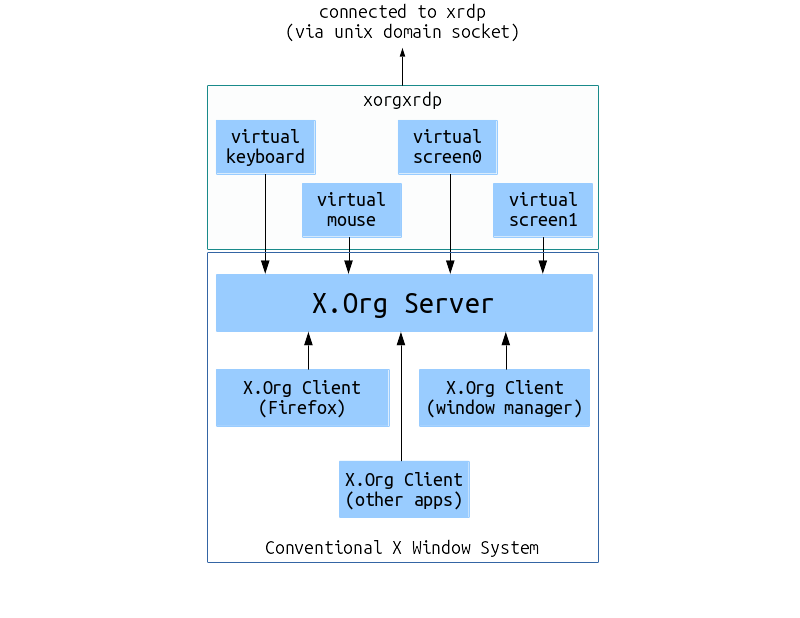 connected to xrdp
(via unix domain socket)
xorgxrdp
virtual
keyboard
virtual
screen0
virtual
mouse
virtual
screen1
X.Org Server
X.Org Client
(Firefox)
X.Org Client
(window manager)
X.Org Client
(other apps)
Conventional X Window System